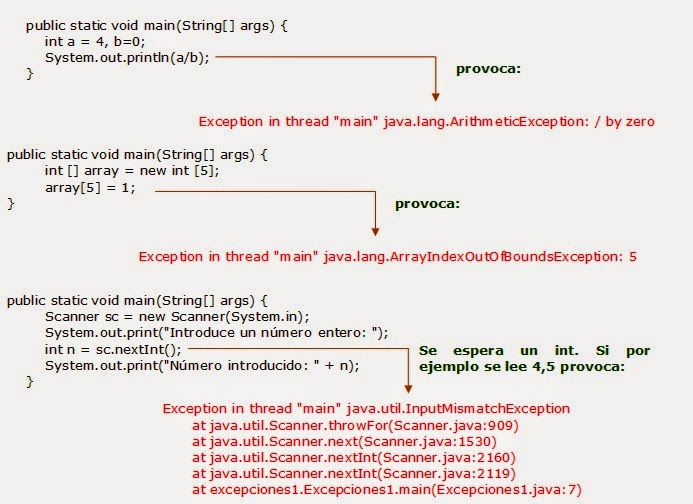 public static void main(String[] args) {
int a = 4, b=0;
System.out.println(a/b);
}
provoca:
Exception in thread "main" java.lang.ArithmeticException: / by zero
public static void main(String[] args) {
int [] array = new int [5];
array[5] = 1;
}
provoca:
Exception in thread "main" java.lang.ArrayIndexOutOfBoundsException: 5
public static void main(String[] args) {
Scanner sc = new Scanner(System.in);
System.out.print("Introduce un número entero: ");
int n = sc.nextInt();
System.out.print("Número introducido: " + n);
}
Se espera un int. Si por
ejemplo se lee 4,5 provoca:
Exception in thread "main" java.util.InputMismatchException
at java.util.Scanner.throwFor(Scanner.java:909)
at java.util.Scanner.next(Scanner.java:1530)
at java.util.Scanner.nextInt(Scanner.java:2160)
at java.util.Scanner.nextInt(Scanner.java:2119)
at excepciones1.Excepciones1.main(Excepciones1.java:7)